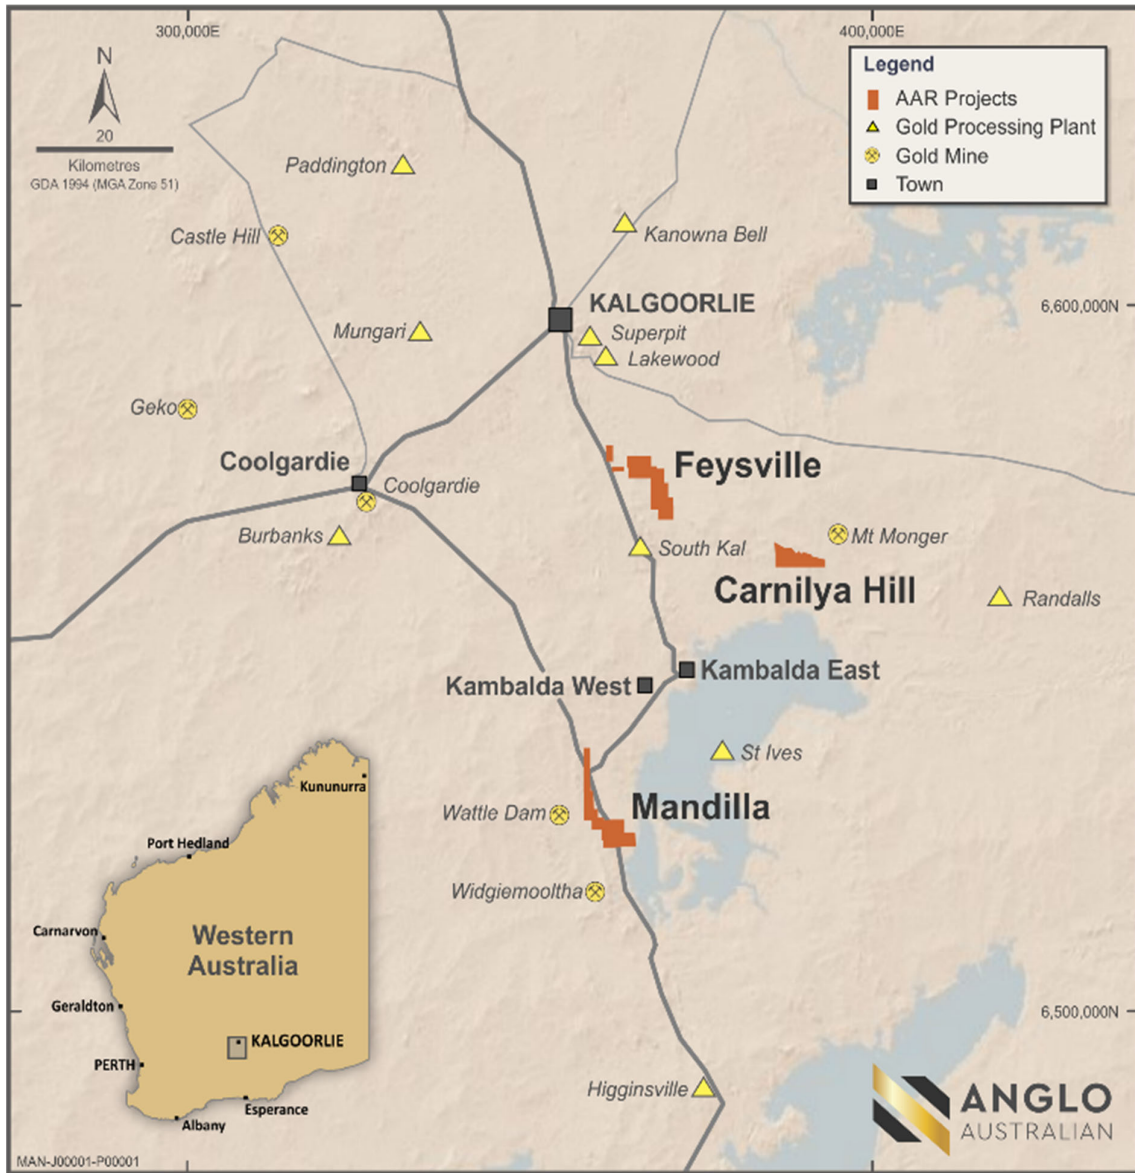 300,000E
400,000E
N
20
Kilometres
GDA 1994 (MGA Zone 51)
Legend
AAR Projects
Gold Processing Plant
Gold Mine
Town
Paddington
Castle Hill
Kanowna Bell
KALGOORLIE
6,600,000N
Mungari
Superpit
Lakewood
Geko
Coolgardie
Coolgardie
Feysville
Burbanks
South Kal
Mt Monger
Carnilya Hill
Randalls
Kambalda East
Kambalda West
St Ives
Wattle Dam
Mandilla
Widgiemooltha
Kununurra
Port Hedland
Carnarvon
Western
Australia
Geraldton
KALGOORLIE
PERTH
Esperance
Albany
6,500,000N
Higginsville
ANGLO
AUSTRALIAN
MAN-J00001-P00001